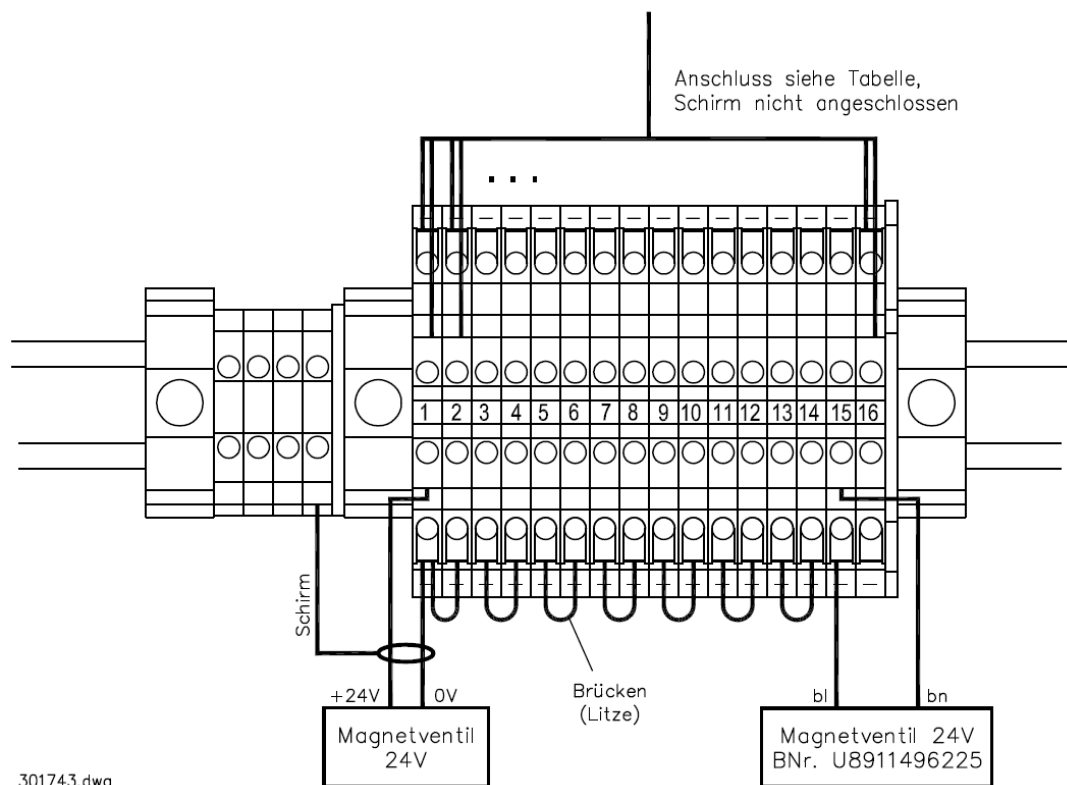 Anschluss siehe Tabelle,
Schirm nicht angeschlossen
. . .
1 2 3 4 5 6 7 8 9 10 11 12 13 14 15 16
Schirm
+24V 0V
Brücken
(Litze)
bl bn
Magnetventil
24V
Magnetventil 24V
BNr. U8911496225
301743.dwg